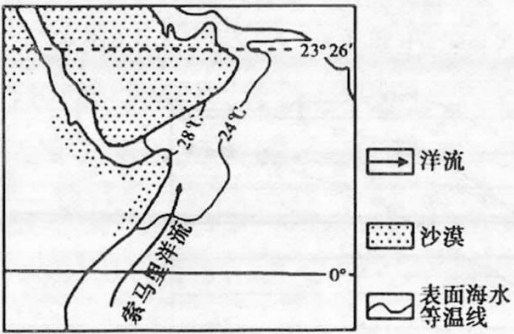 23°26′
28℃
24℃
索马里洋流
0°
洋流
沙漠
表面海水
等温线